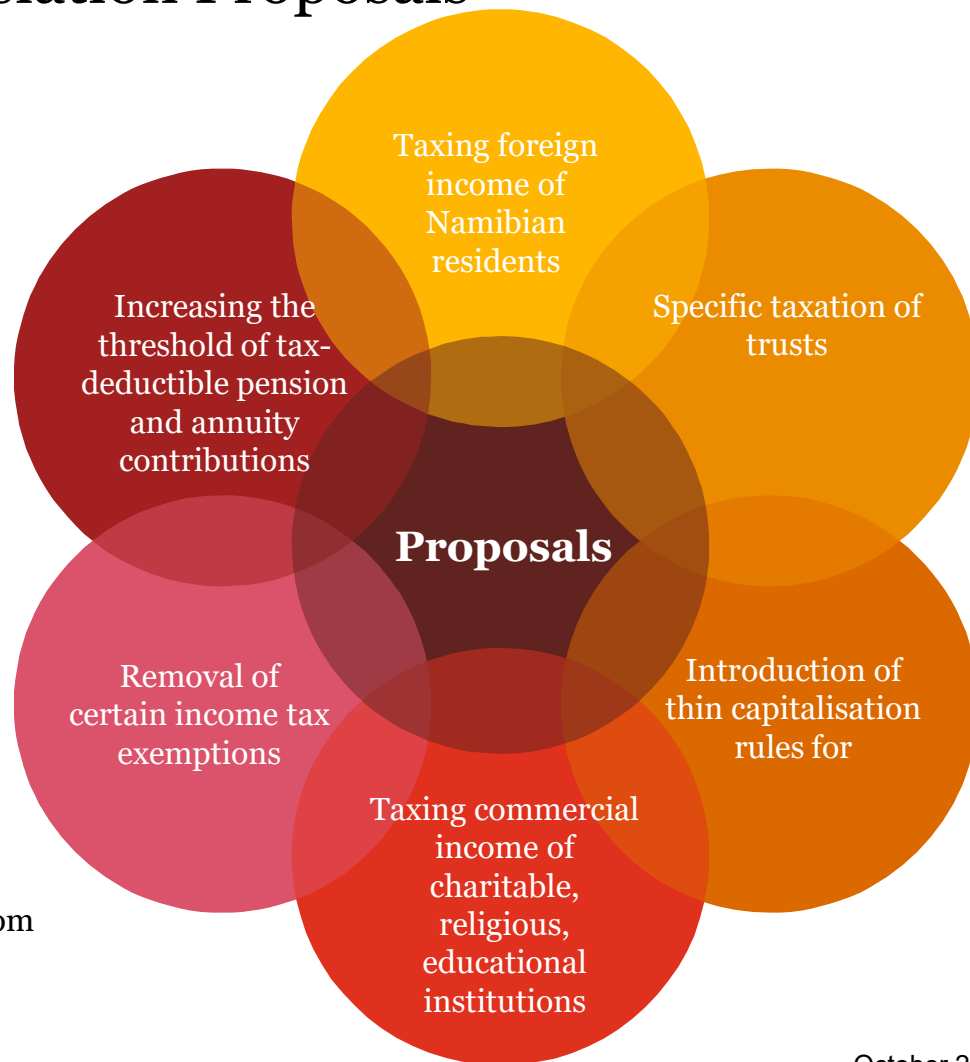 Proposals
Taxing foreign
income of
Namibian
residents
Specific taxation of
trusts
Increasing the
threshold of tax-
deductible pension
and annuity
contributions
Proposals
Introduction of
thin capitalisation
rules for
Removal of
certain income tax
exemptions
Taxing commercial
income of
charitable,
religious,
educational
institutions
October